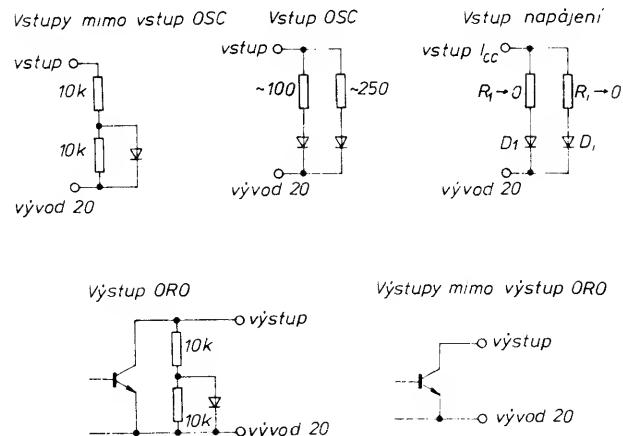 Vstupy mimo vstup OSC
vstup
10k
10k
vývod 20
Vstup OSC
vstup
~100
~250
vývod 20
Vstup napájení
vstup I_CC
R₁→0
R₁→0
D1
D₁
vývod 20
Výstup ORO
výstup
10k
10k
vývod 20
Výstupy mimo výstup ORO
výstup
vývod 20